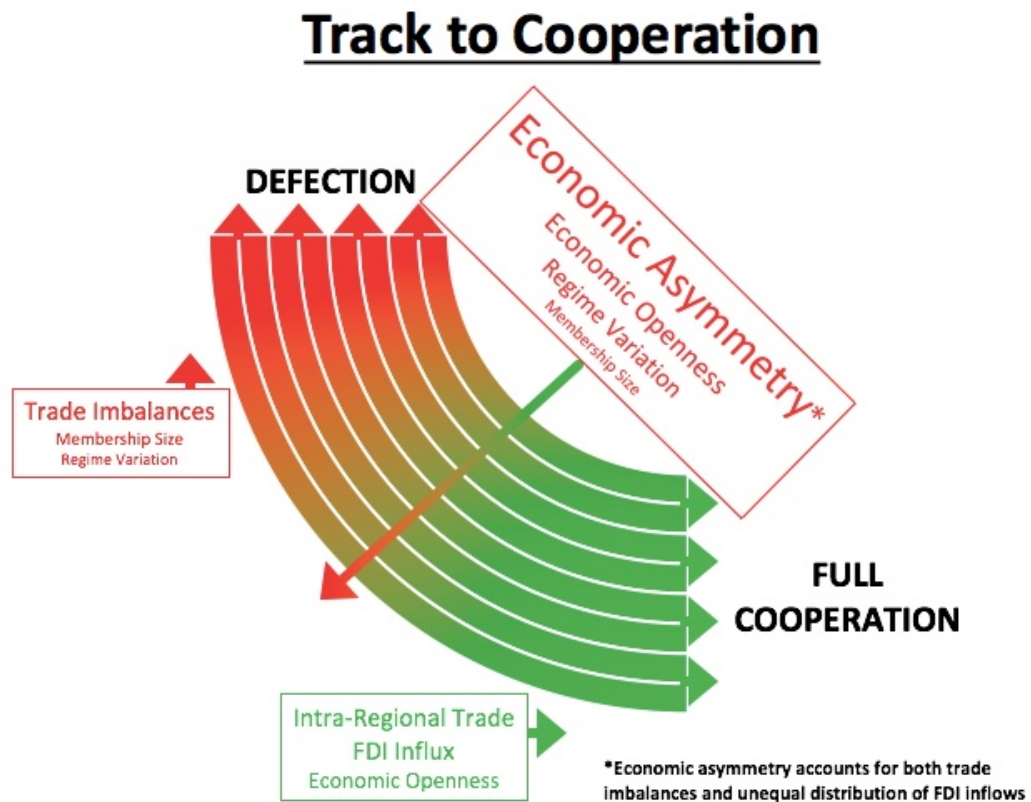 Track to Cooperation
DEFECTION
Economic Asymmetry*
Economic Openness
Regime Variation
Membership Size
Trade Imbalances
Membership Size
Regime Variation
FULL
COOPERATION
Intra-Regional Trade
FDI Influx
Economic Openness
*Economic asymmetry accounts for both trade
imbalances and unequal distribution of FDI inflows